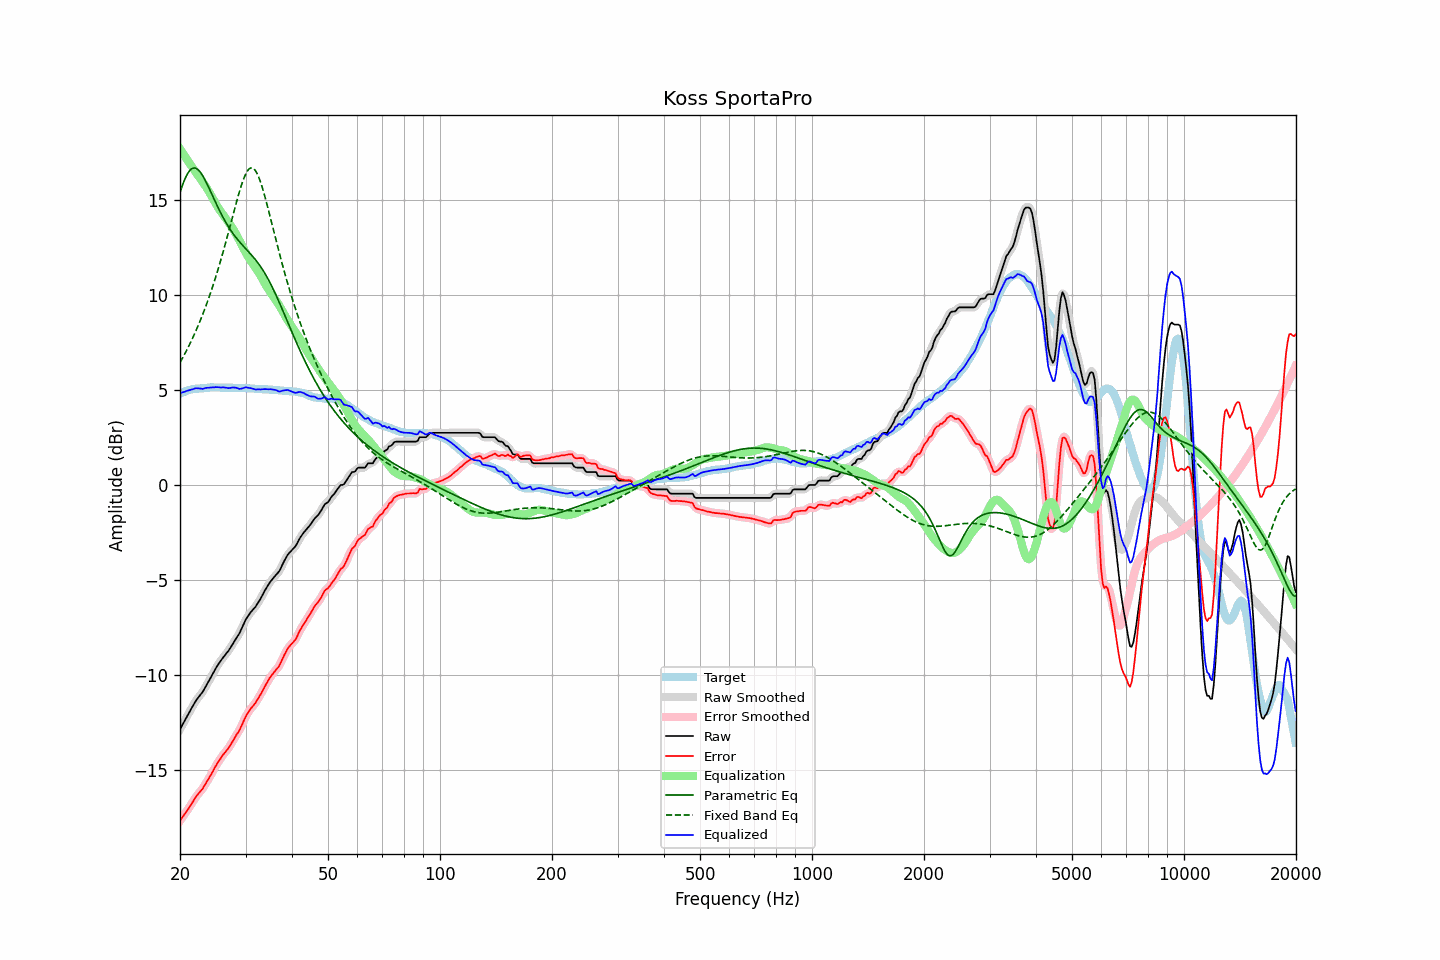 Koss SportaPro
Amplitude (dBr)
15
10
5
0
−5
−10
−15
Target
Raw Smoothed
Error Smoothed
Raw
Error
Equalization
Parametric Eq
Fixed Band Eq
Equalized
20 50 100 200 500 1000 2000 5000 10000 20000
Frequency (Hz)